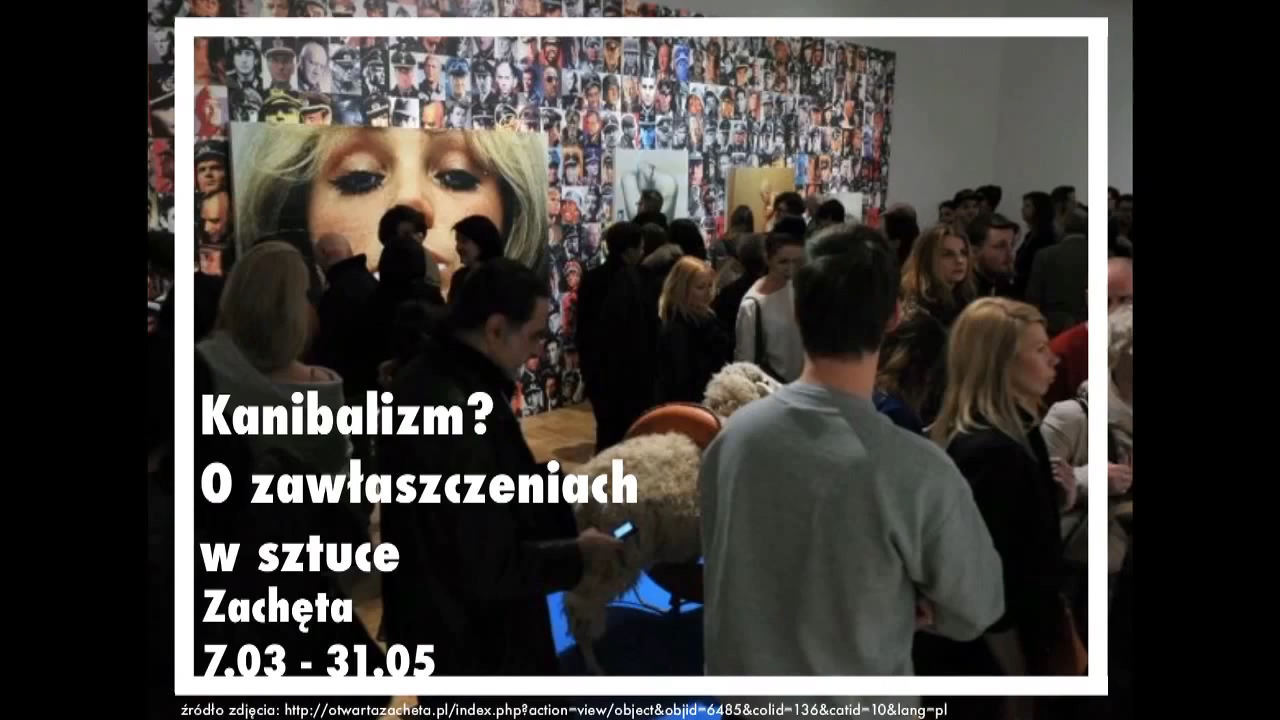 Kanibalizm?
O zawłaszczeniach
w sztuce
Zachęta
7.03 - 31.05
źródło zdjęcia: http://otwartazacheta.pl/index.php?action=view/object&objid=6485&colid=136&catid=10&lang=pl